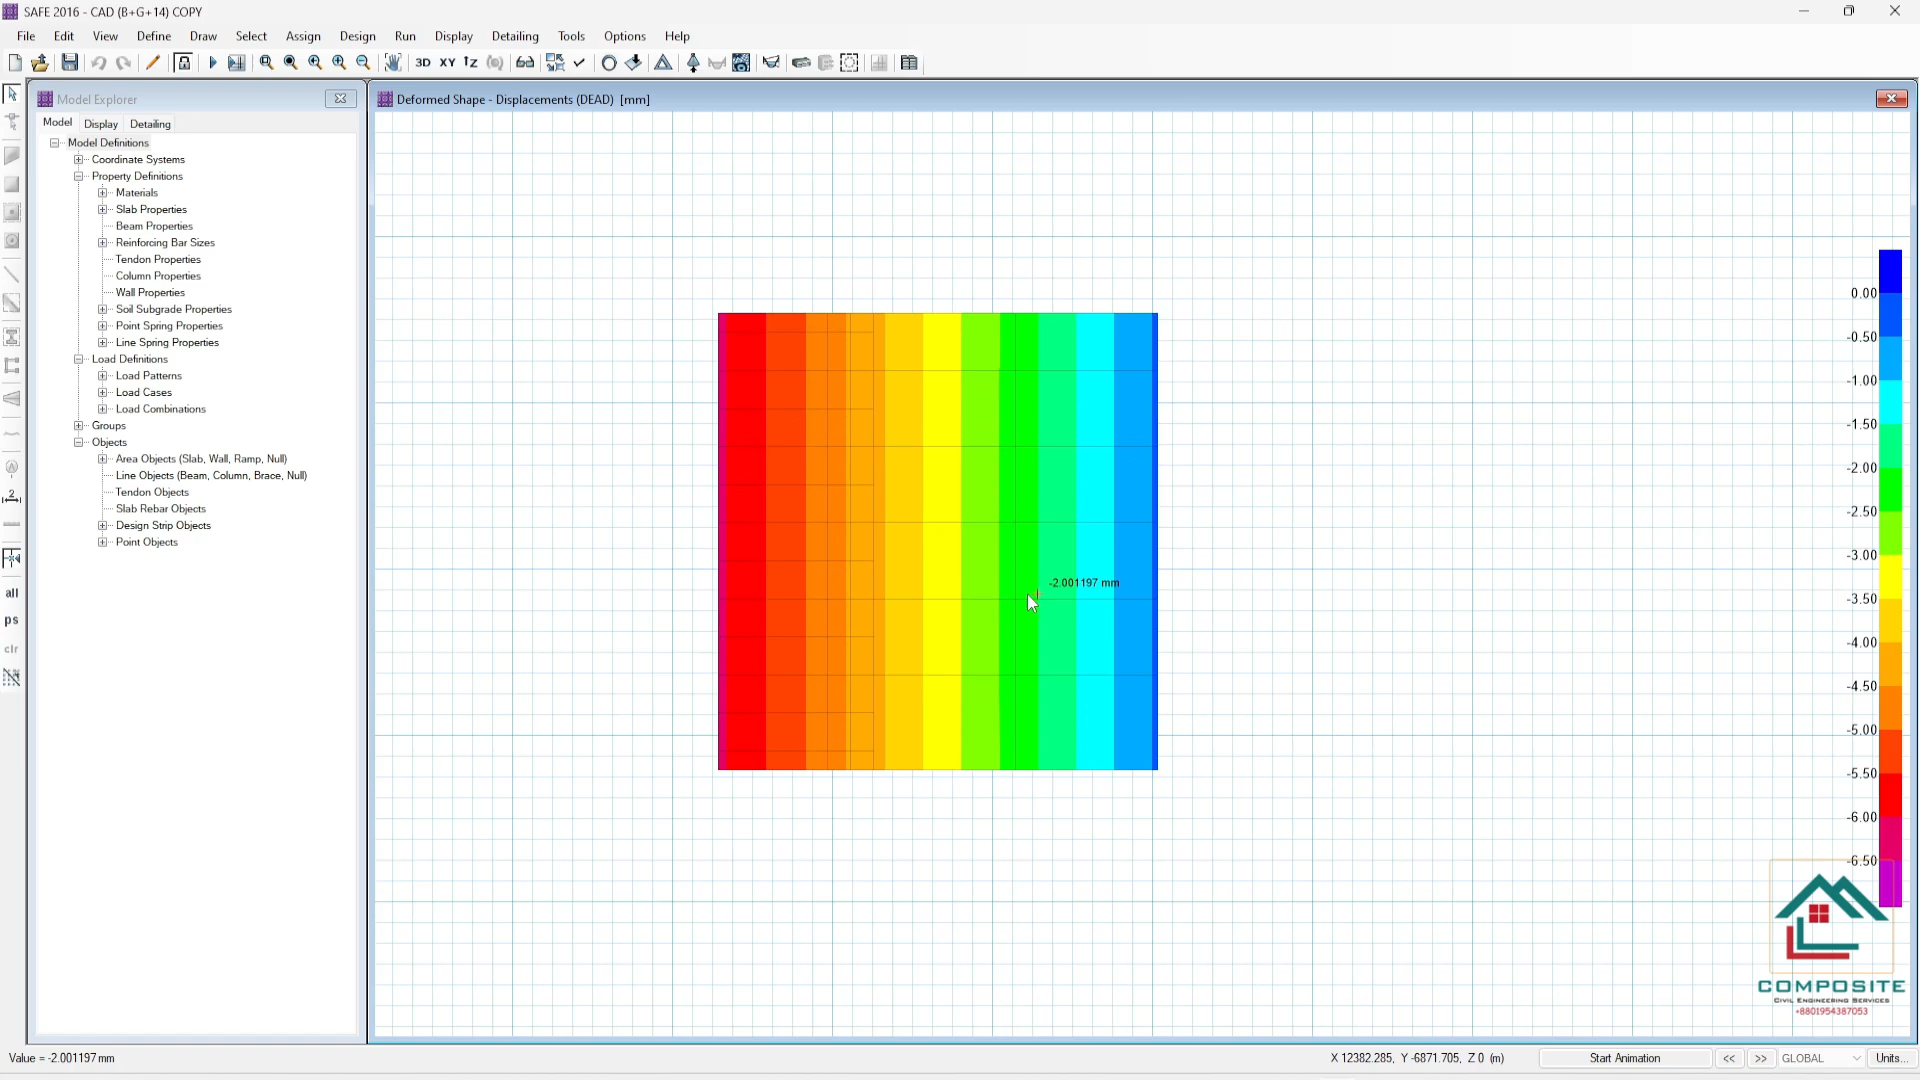 SAFE 2016 - CAD (B+G+14) COPY
File Edit View Define Draw Select Assign Design Run Display Detailing Tools Options Help
3D XY
Model Explorer
Deformed Shape - Displacements (DEAD) [mm]
Model Display Detailing
Model Definitions
Coordinate Systems
Property Definitions
Materials
Slab Properties
Beam Properties
Reinforcing Bar Sizes
Tendon Properties
Column Properties
Wall Properties
Soil Subgrade Properties
Point Spring Properties
Line Spring Properties
Load Definitions
Load Patterns
Load Cases
Load Combinations
Groups
Objects
Area Objects (Slab, Wall, Ramp, Null)
Line Objects (Beam, Column, Brace, Null)
Tendon Objects
Slab Rebar Objects
Design Strip Objects
Point Objects
all
ps
clr
-2.001197 mm
0.00
-0.50
-1.00
-1.50
-2.00
-2.50
-3.00
-3.50
-4.00
-4.50
-5.00
-5.50
-6.00
-6.50
COMPOSITE
CIVIL ENGINEERING SERVICES
+8801954387053
Value = -2.001197 mm
X 12382.285, Y -6871.705, Z 0 (m)
Start Animation
<< >>
GLOBAL
Units...